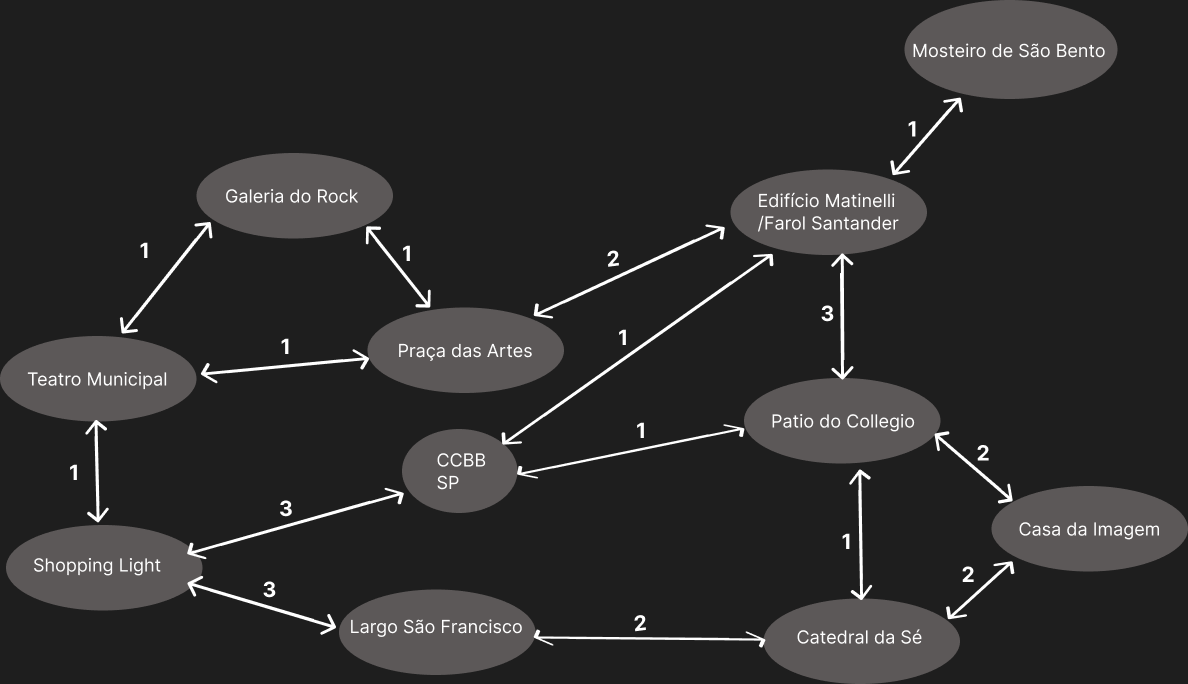 Mosteiro de São Bento
1
Galeria do Rock
Edifício Matinelli
/Farol Santander
1
1
2
3
1
1
Praça das Artes
Teatro Municipal
1
Patio do Collegio
1
CCBB
SP
2
3
Casa da Imagem
1
Shopping Light
2
3
Largo São Francisco
2
Catedral da Sé